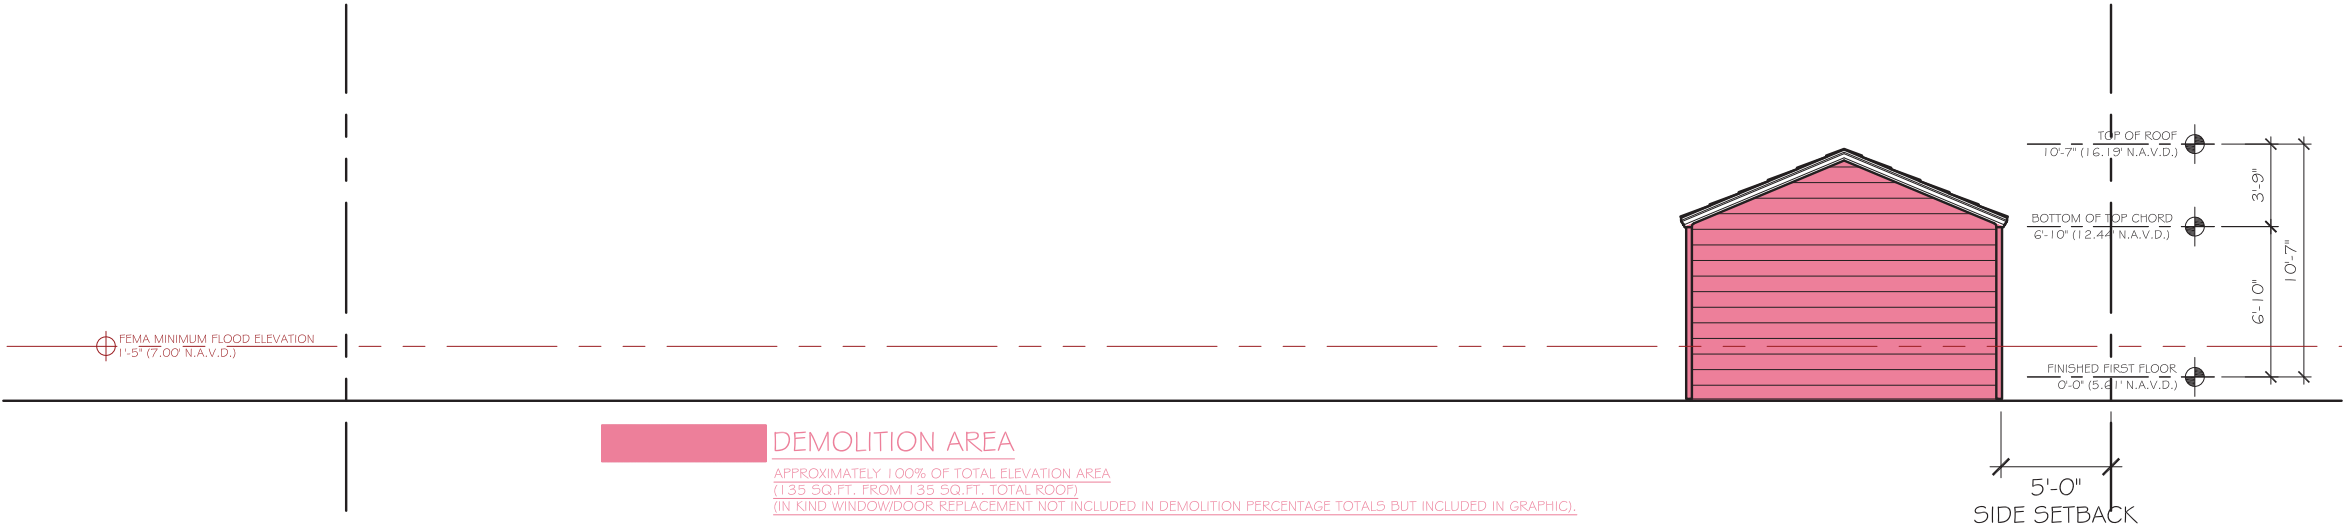 TOP OF ROOF
10'-7" (16.19' N.A.V.D.)
3'-9"
BOTTOM OF TOP CHORD
6'-10" (12.44' N.A.V.D.)
10'-7"
6'-10"
FEMA MINIMUM FLOOD ELEVATION
1'-5" (7.00' N.A.V.D.)
FINISHED FIRST FLOOR
0'-0" (5.61' N.A.V.D.)
DEMOLITION AREA
APPROXIMATELY 100% OF TOTAL ELEVATION AREA
(135 SQ.FT. FROM 135 SQ.FT. TOTAL ROOF)
(IN KIND WINDOW/DOOR REPLACEMENT NOT INCLUDED IN DEMOLITION PERCENTAGE TOTALS BUT INCLUDED IN GRAPHIC).
5'-0"
SIDE SETBACK